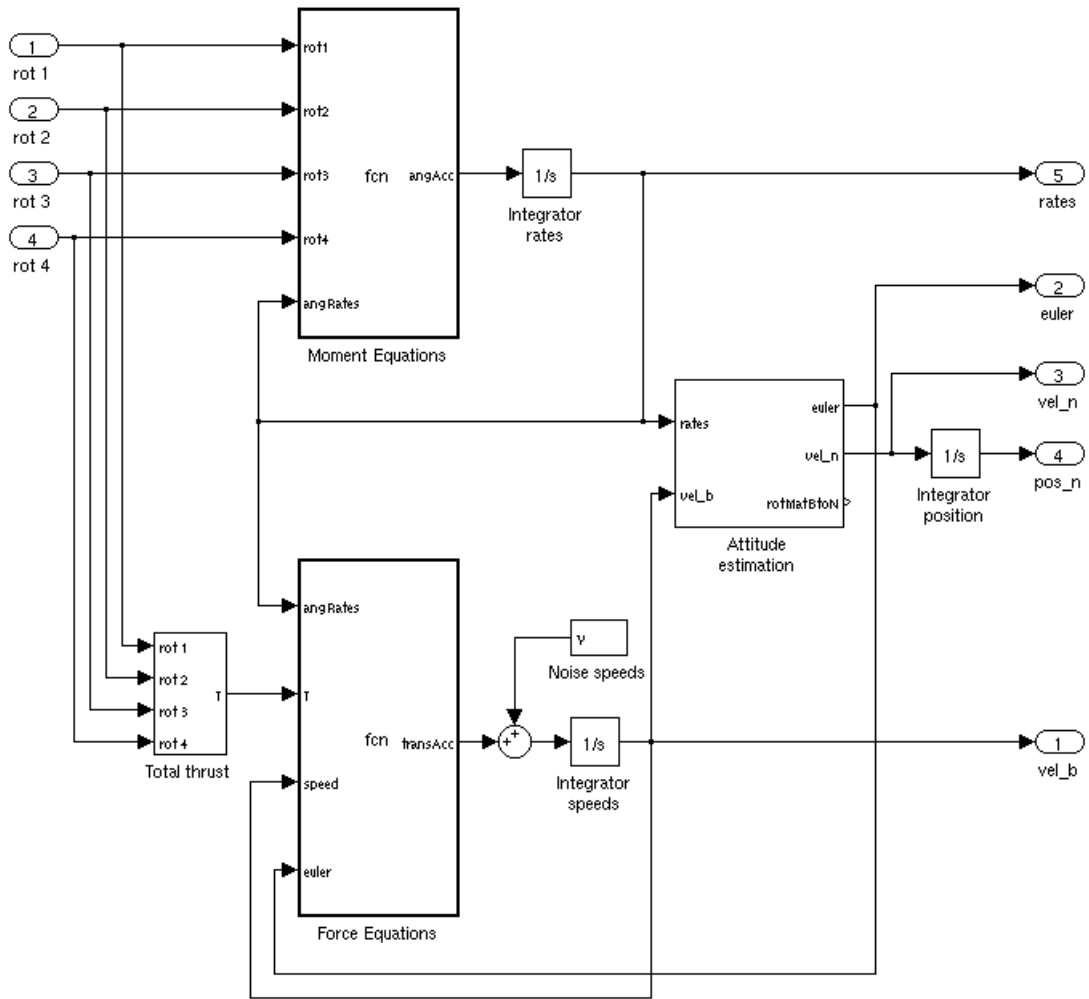 1
rot 1
2
rot 2
3
rot 3
4
rot 4
rot1
rot2
rot3
rot4
angRates
fcn
angAcc
Moment Equations
1/s
Integrator
rates
5
rates
2
euler
3
vel_n
4
pos_n
rates
vel_b
euler
vel_n
rotMatBtoN
Attitude
estimation
1/s
Integrator
position
rot 1
rot 2
rot 3
rot 4
T
Total thrust
angRates
T
speed
euler
fcn
transAcc
Force Equations
v
Noise speeds
+
+
1/s
Integrator
speeds
1
vel_b